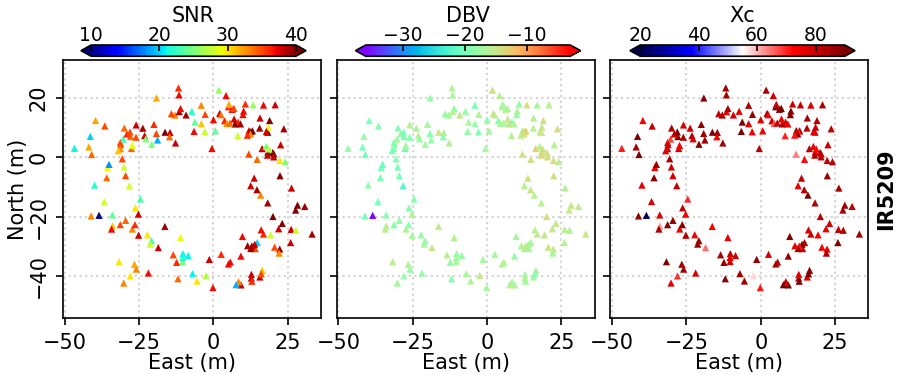 SNR DBV Xc
10 20 30 40 −30 −20 −10 20 40 60 80
North (m)
20
0
−20
−40
IR5209
−50 −25 0 25 −50 −25 0 25 −50 −25 0 25
East (m) East (m) East (m)